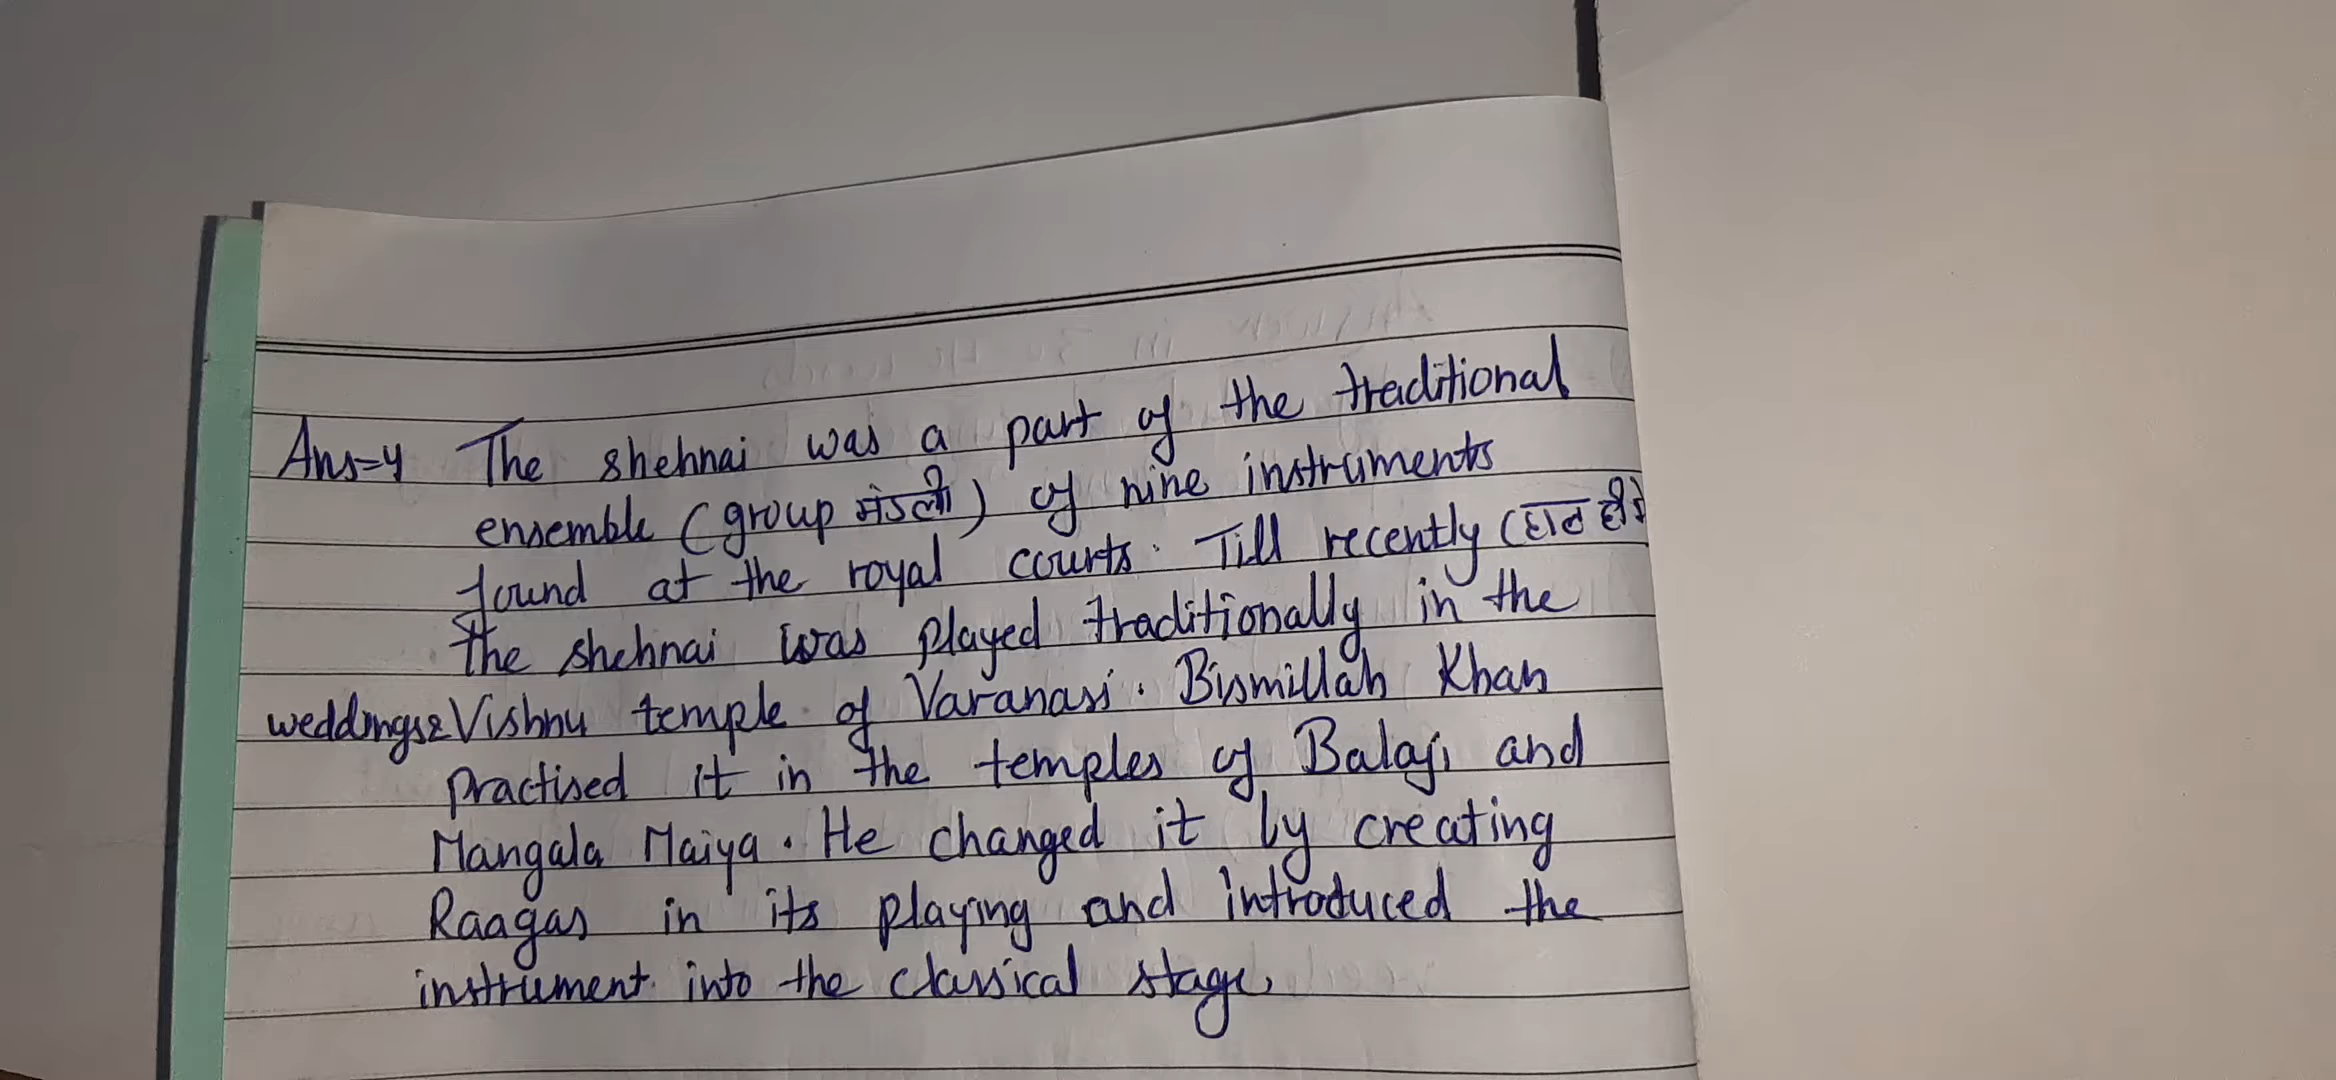 Ans=4 The shehnai was a part of the traditional
ensemble (group मंडली) of nine instruments
found at the royal courts. Till recently (हाल ही में
the shehnai was played traditionally in the
weddings & Vishnu temple of Varanasi. Bismillah Khan
practised it in the temples of Balaji and
Mangala Maiya. He changed it by creating
Raagas in its playing and introduced the
instrument into the classical stage.